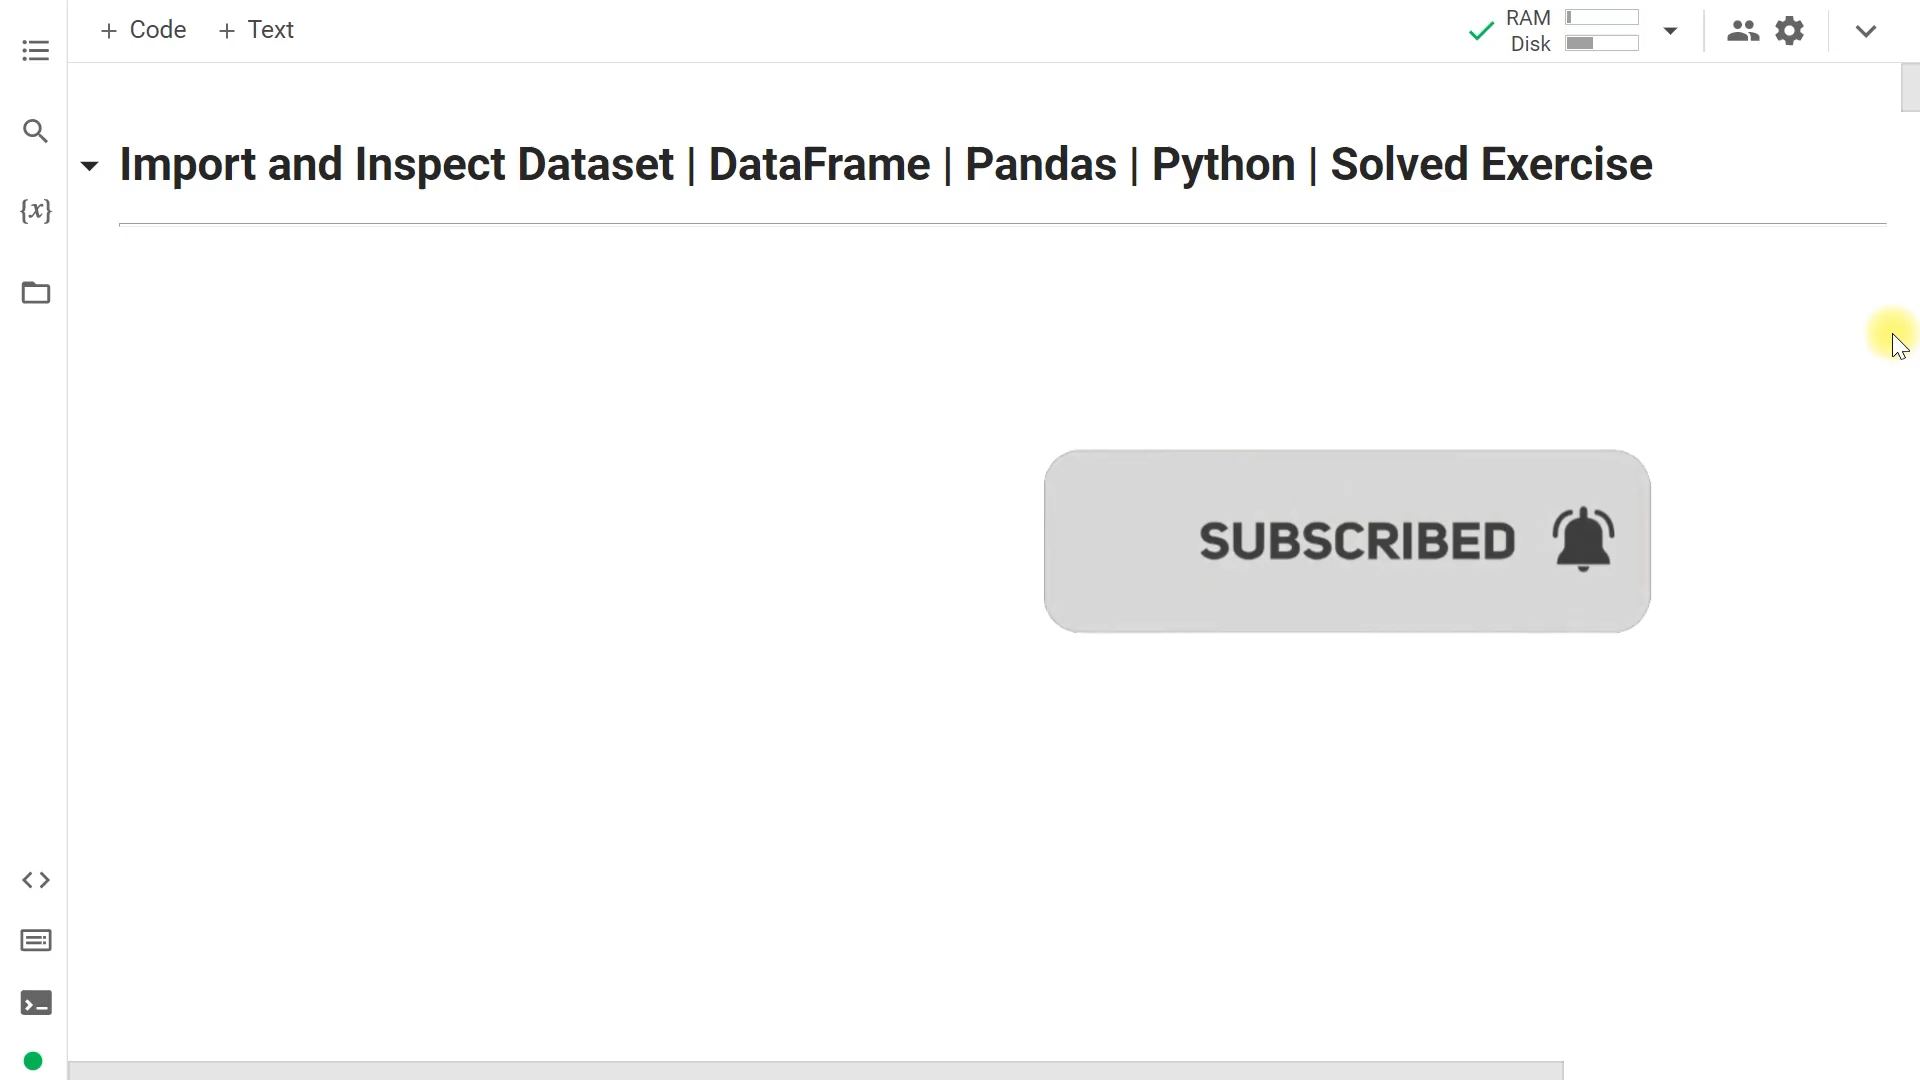 + Code + Text
RAM
Disk
{x}
Import and Inspect Dataset | DataFrame | Pandas | Python | Solved Exercise
SUBSCRIBED